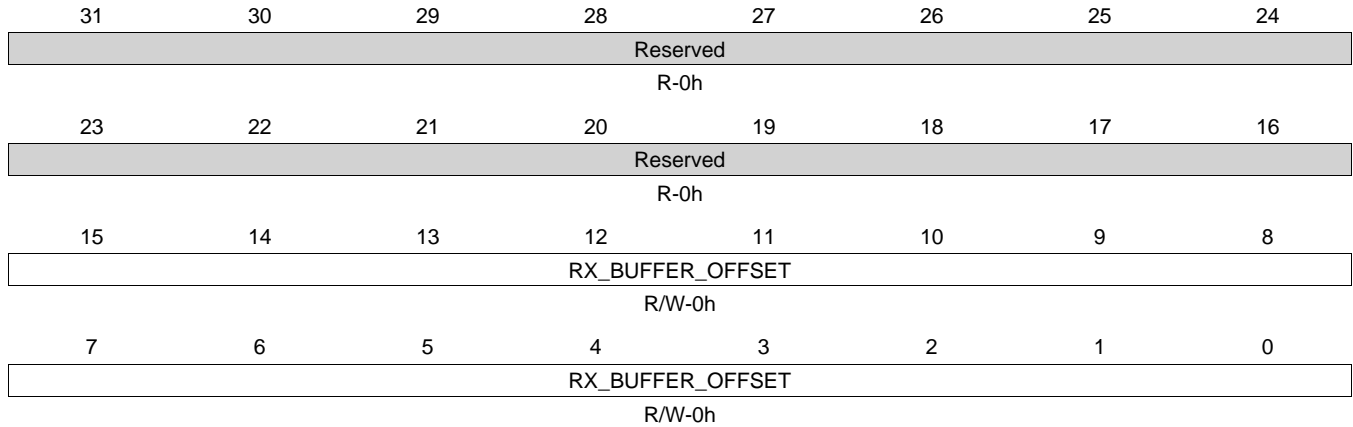 31 30 29 28 27 26 25 24
Reserved
R-0h
23 22 21 20 19 18 17 16
Reserved
R-0h
15 14 13 12 11 10 9 8
RX_BUFFER_OFFSET
R/W-0h
7 6 5 4 3 2 1 0
RX_BUFFER_OFFSET
R/W-0h